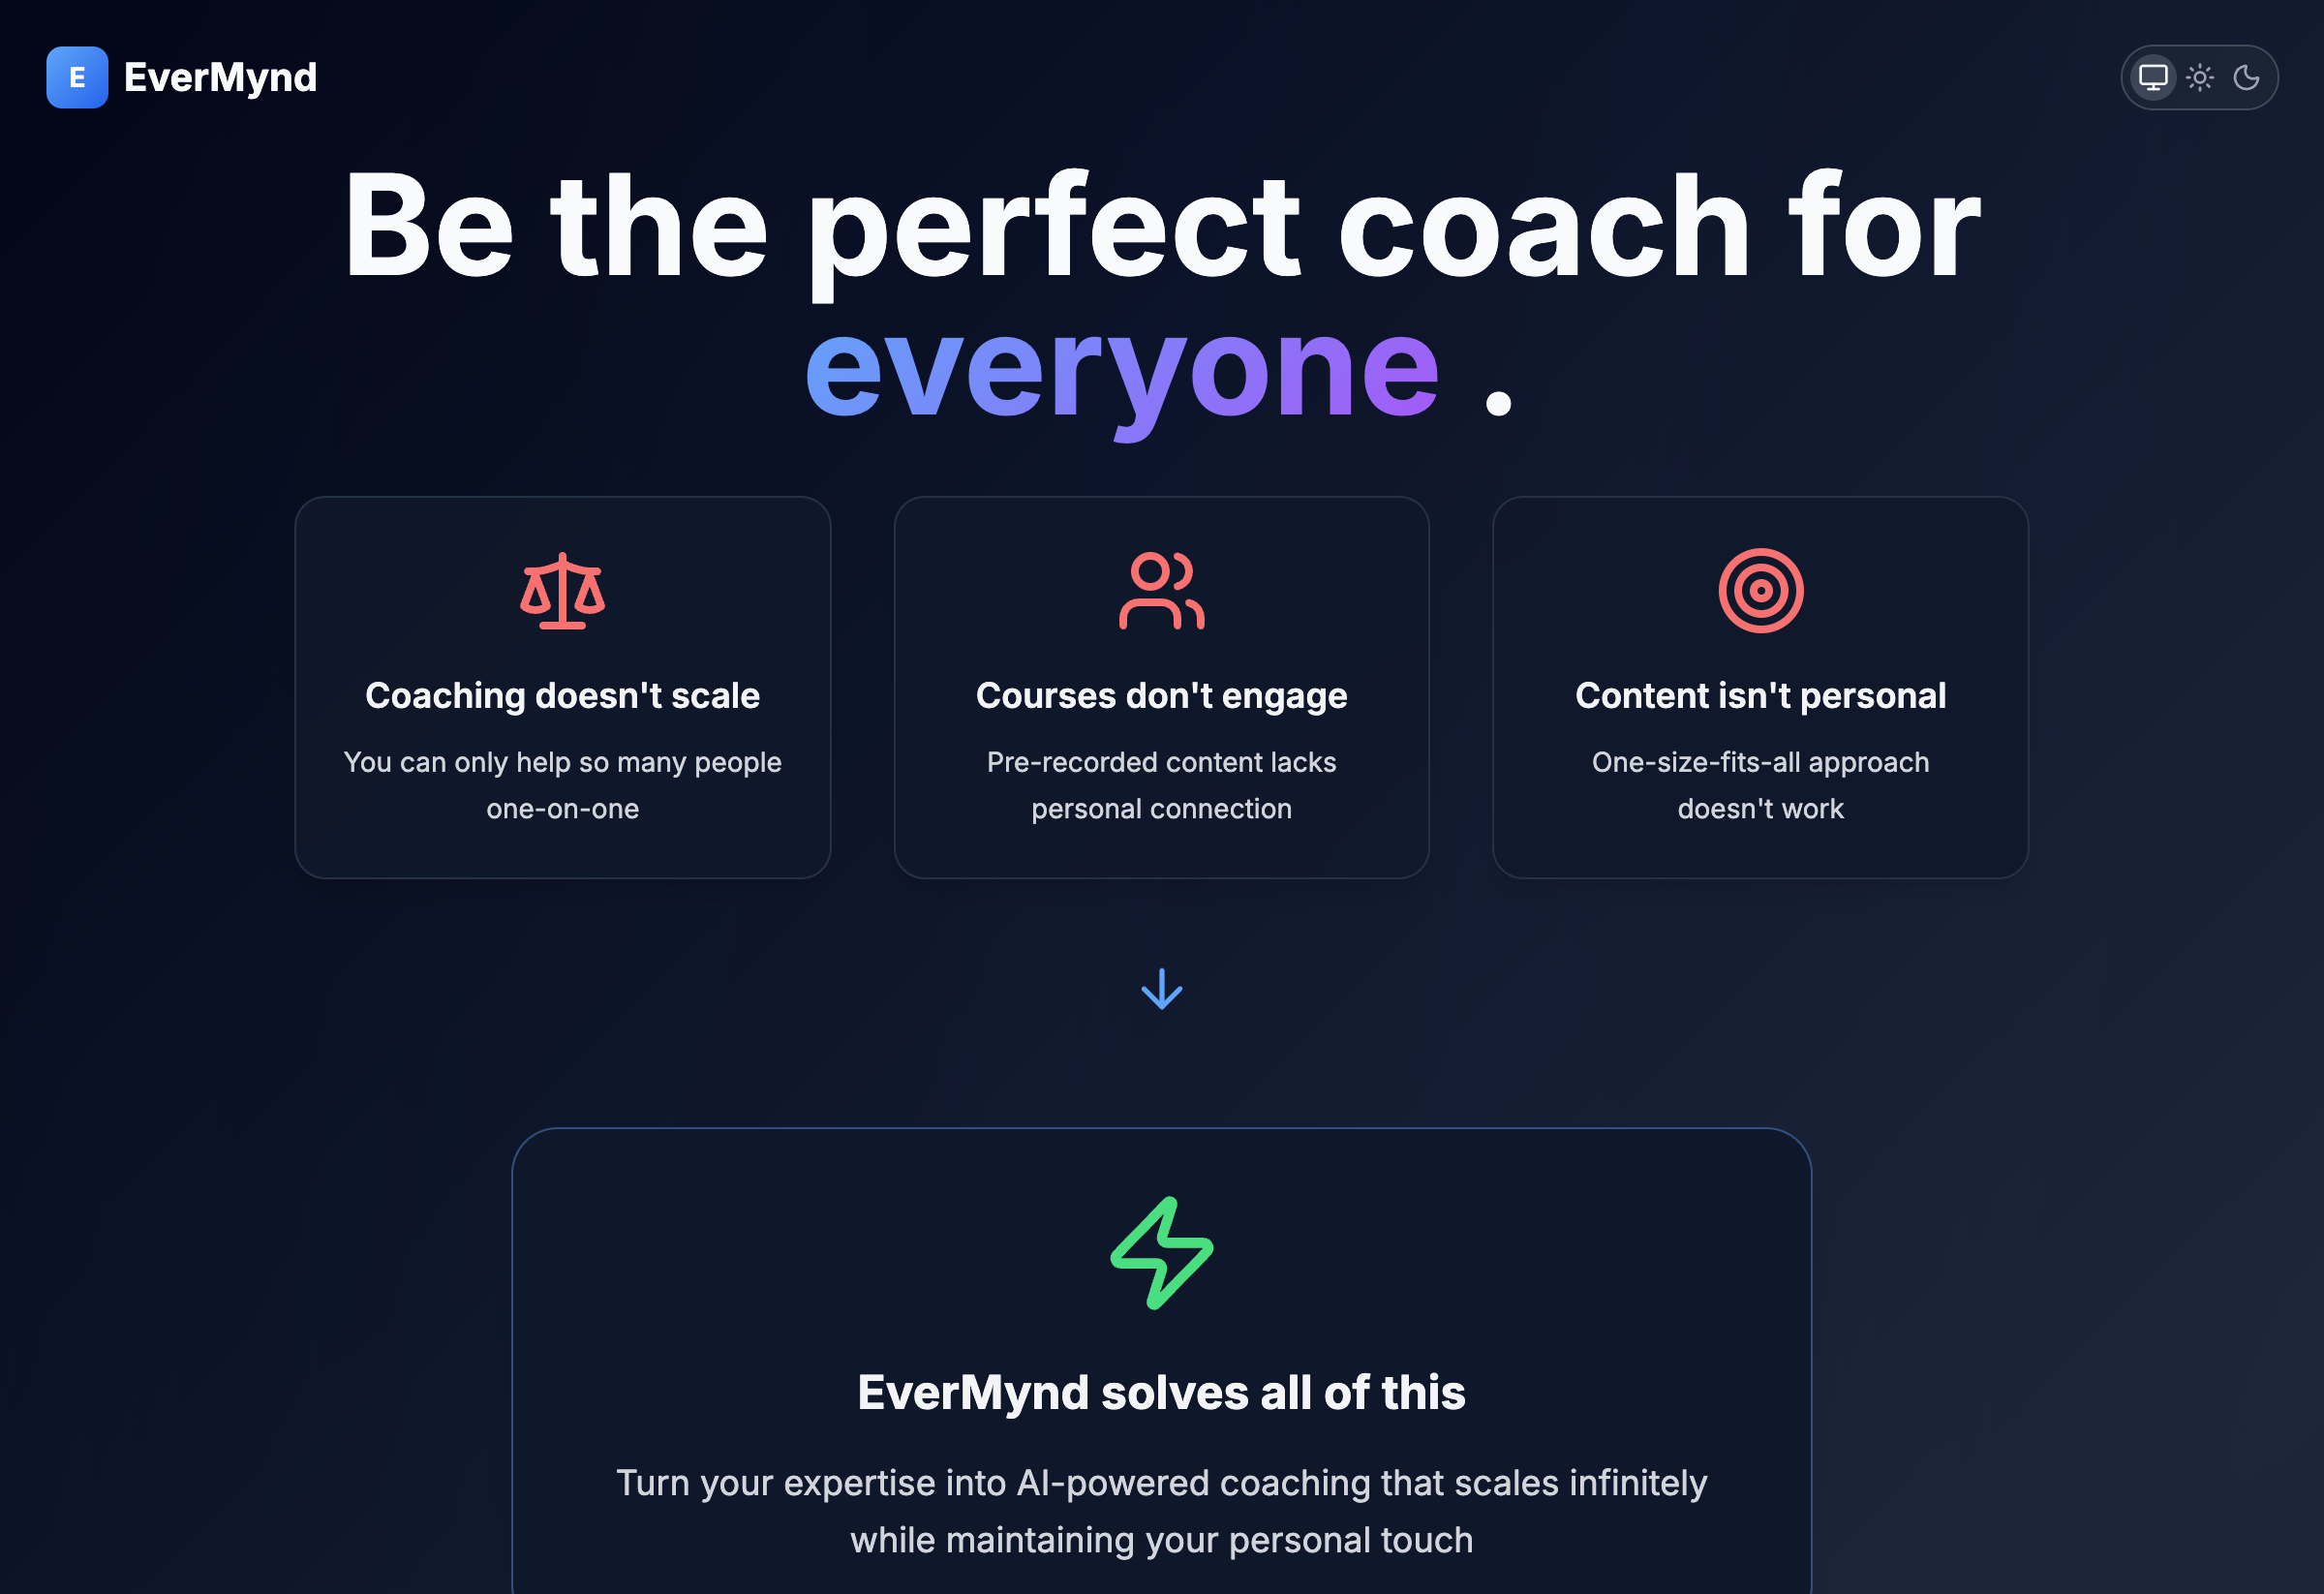 E EverMynd
Be the perfect coach for
everyone .
Coaching doesn't scale
You can only help so many people
one-on-one
Courses don't engage
Pre-recorded content lacks
personal connection
Content isn't personal
One-size-fits-all approach
doesn't work
EverMynd solves all of this
Turn your expertise into AI-powered coaching that scales infinitely
while maintaining your personal touch